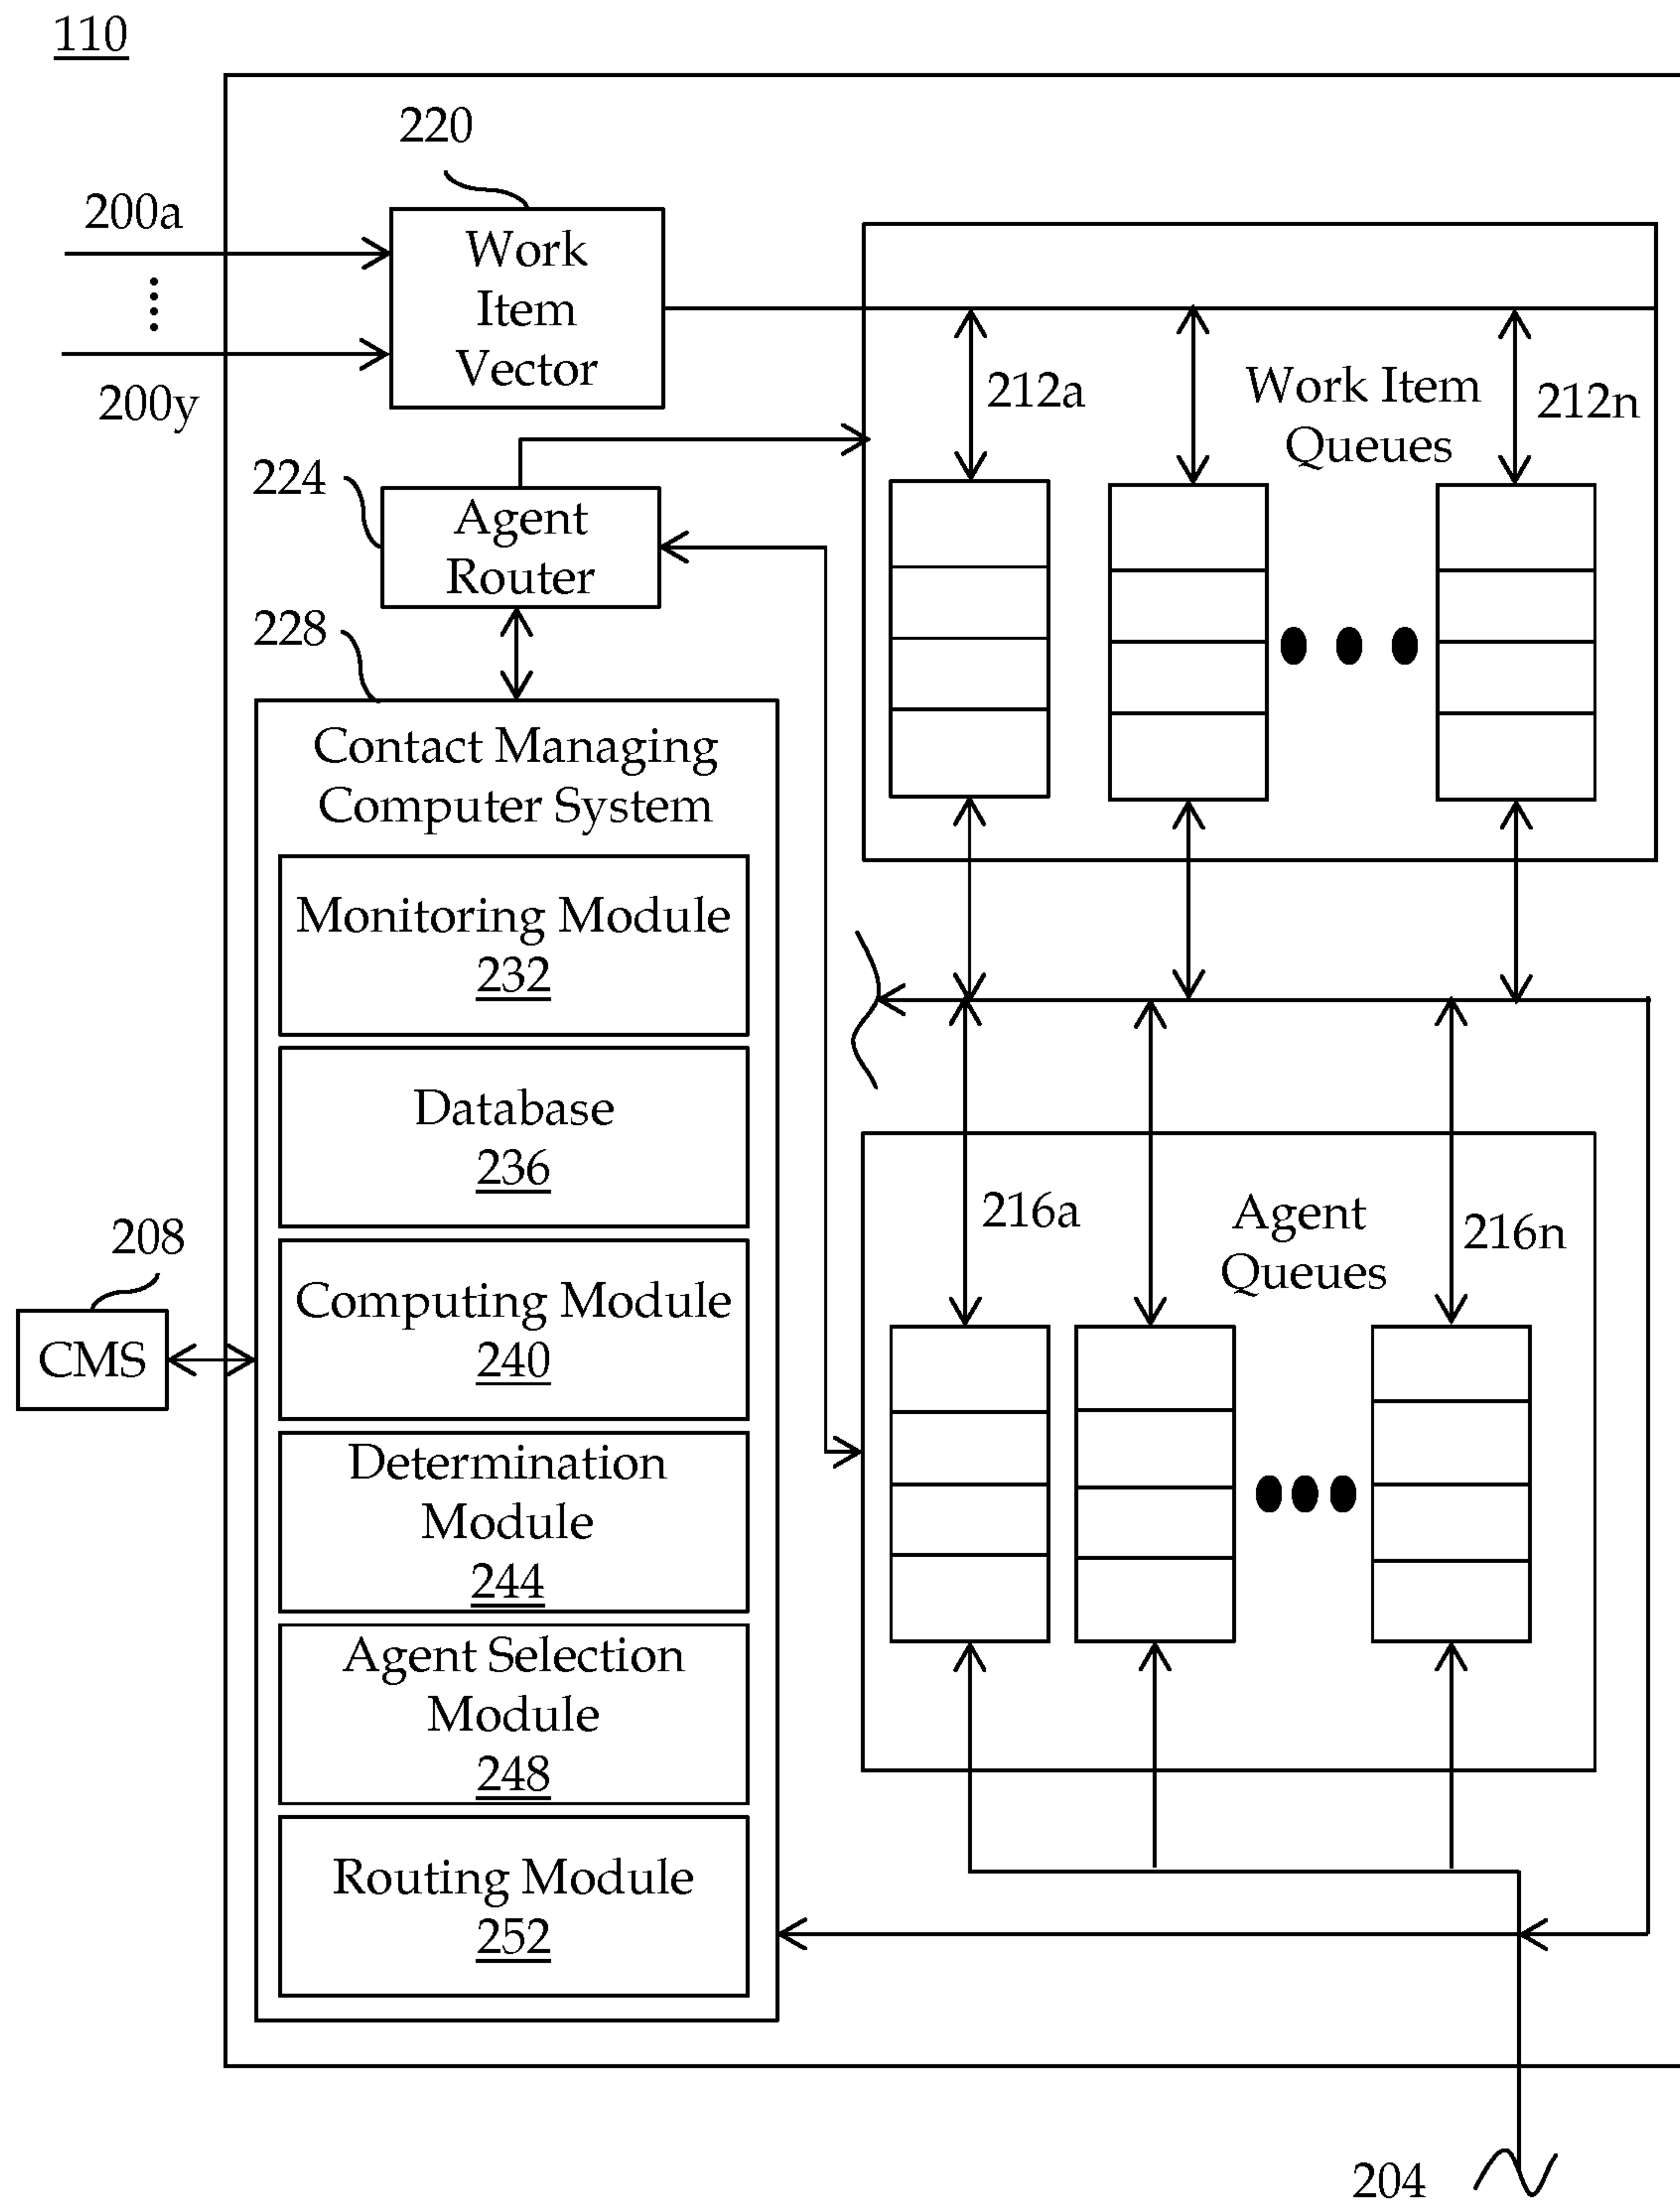 110
220
200a
200y
Work
Item
Vector
212a
Work Item
Queues
212n
224
Agent
Router
228
Contact Managing
Computer System
Monitoring Module
232
Database
236
208
CMS
Computing Module
240
Determination
Module
244
Agent Selection
Module
248
Routing Module
252
216a
Agent
Queues
216n
204